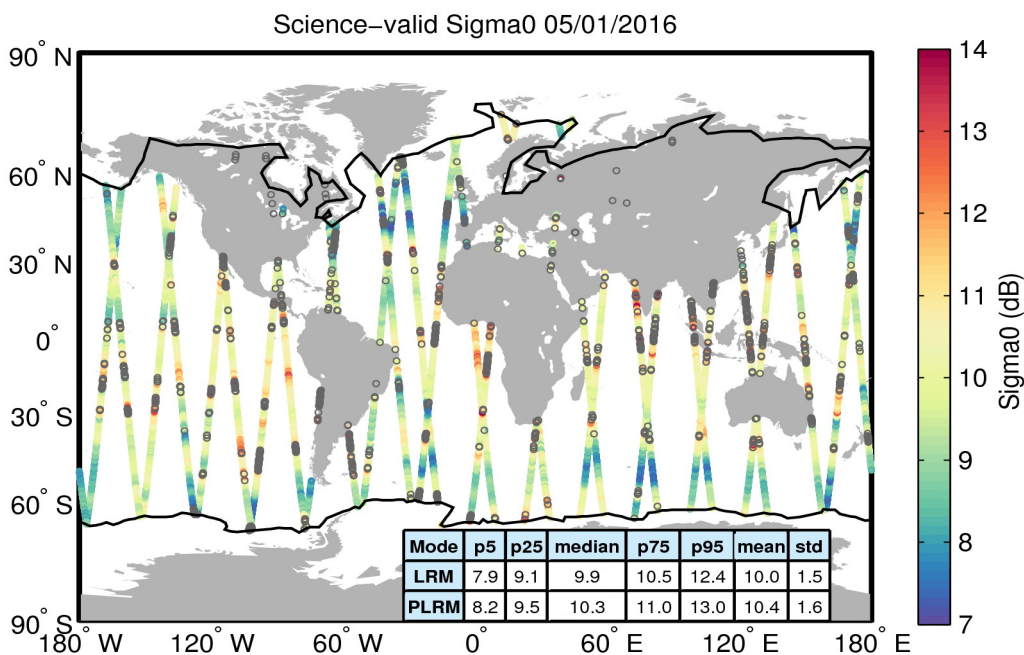 Science−valid Sigma0 05/01/2016
90° N
60° N
30° N
0°
30° S
60° S
90° S
180° W
120° W
60° W
0°
60° E
120° E
180° E
14
13
12
11
10
9
8
7
Sigma0 (dB)
Mode p5 p25 median p75 p95 mean std
LRM 7.9 9.1 9.9 10.5 12.4 10.0 1.5
PLRM 8.2 9.5 10.3 11.0 13.0 10.4 1.6